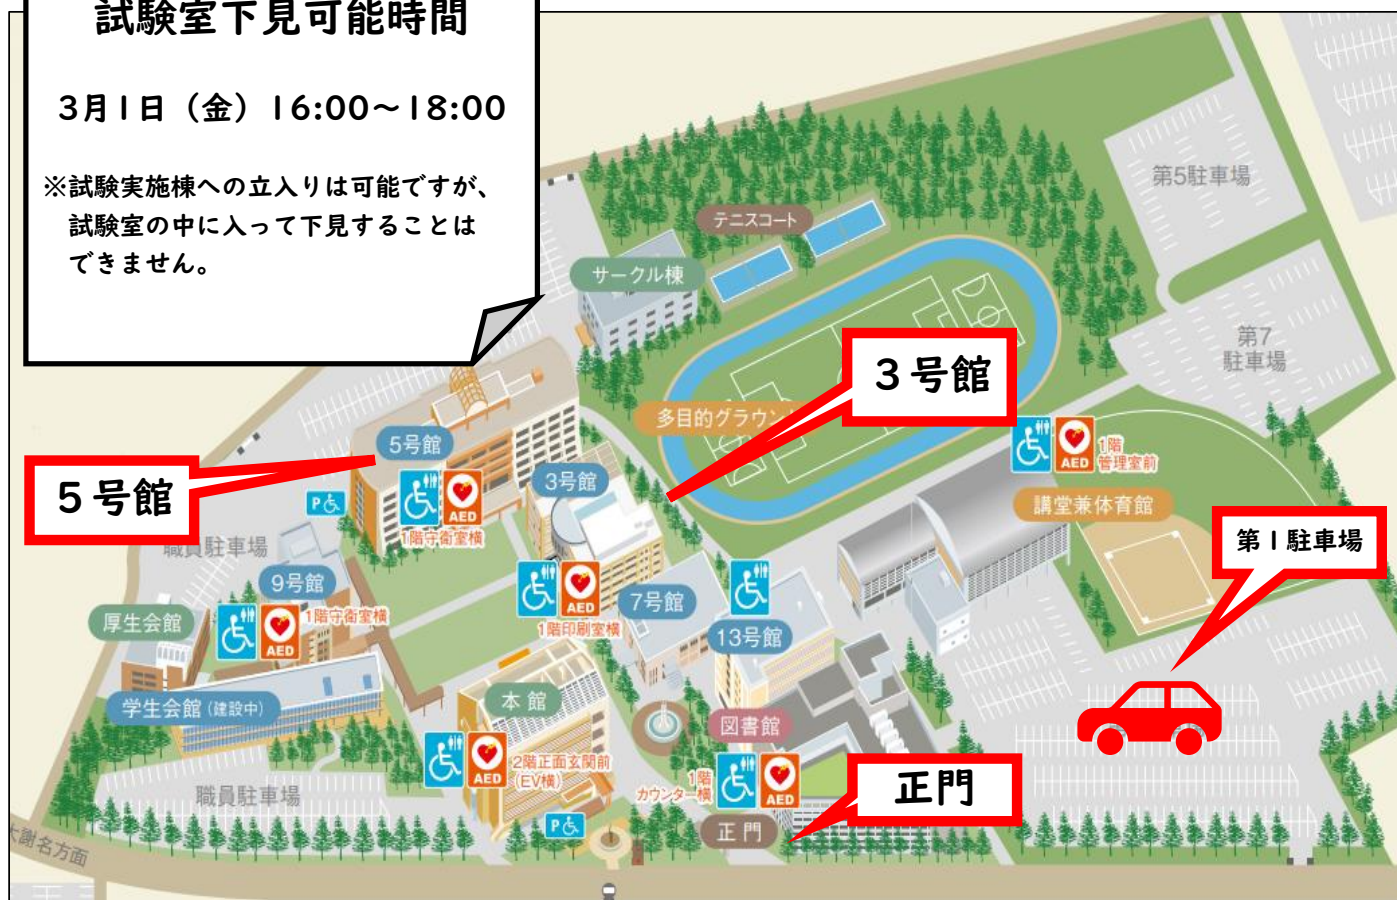 試験室下見可能時間
3月1日（金）16:00～18:00
※試験実施棟への立入りは可能ですが、
試験室の中に入って下見することは
できません。
第5駐車場
テニスコート
サークル棟
第7
駐車場
3号館
多目的グラウン
5号館
1階
管理室前
AED
5号館
3号館
講堂兼体育館
P
AED
1階守衛室横
第1駐車場
職員駐車場
9号館
AED
1階印刷室横
7号館
厚生会館
1階守衛室横
AED
13号館
学生会館（建設中）
本館
図書館
2階正面玄関前
(EV横)
AED
1階
カウンター横
AED
正門
職員駐車場
P
正門
大謝名方面